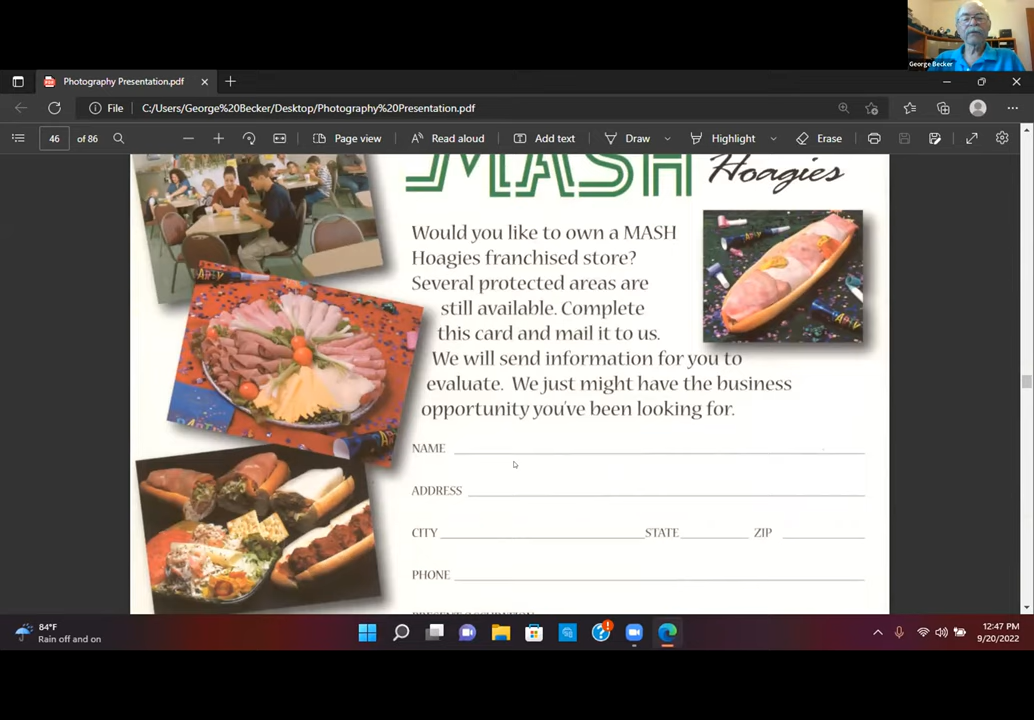 George Becker
Photography Presentation.pdf
File C:/Users/George%20Becker/Desktop/Photography%20Presentation.pdf
46 of 86 Page view Read aloud Add text Draw Highlight Erase
MASH Hoagies
Would you like to own a MASH
Hoagies franchised store?
Several protected areas are
still available. Complete
this card and mail it to us.
We will send information for you to
evaluate. We just might have the business
opportunity you've been looking for.
NAME
ADDRESS
CITY STATE ZIP
PHONE
PRESENT OCCUPATION
84°F
Rain off and on
12:47 PM
9/20/2022